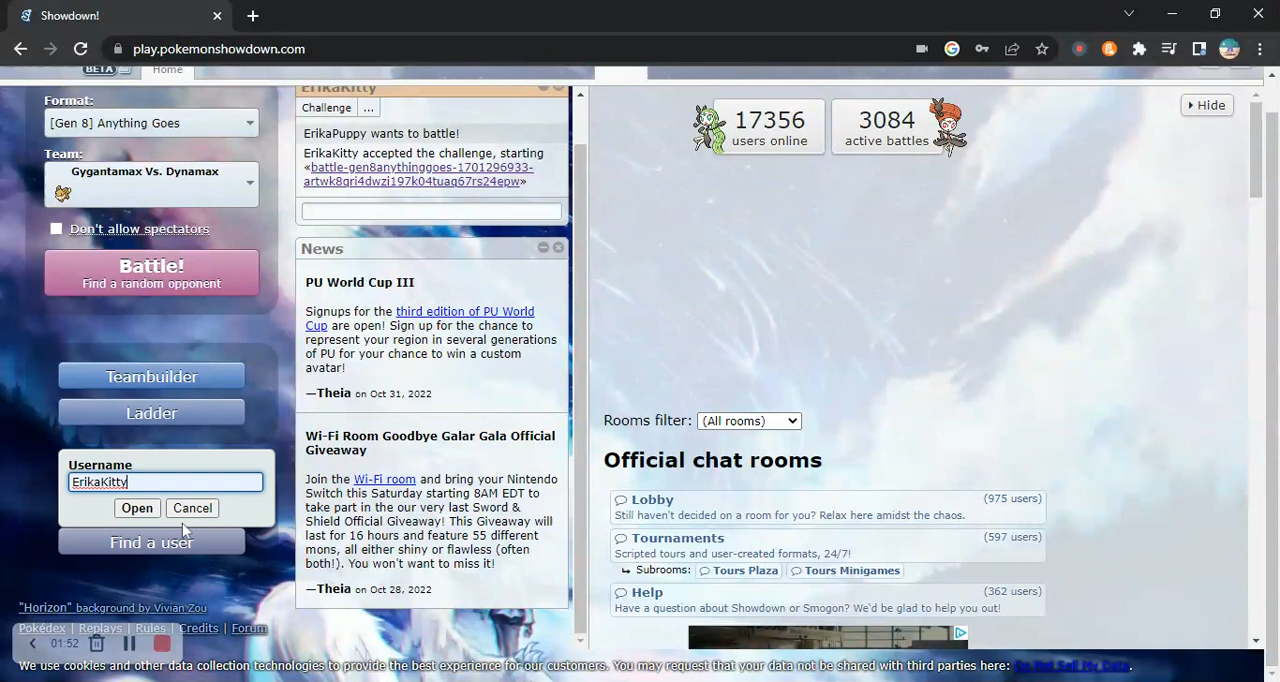 Showdown!
play.pokemonshowdown.com
BETA
Home
Format:
[Gen 8] Anything Goes
Team:
Gygantamax Vs. Dynamax
Don't allow spectators
Battle!
Find a random opponent
Teambuilder
Ladder
Username
ErikaKitty
Open
Cancel
Find a user
"Horizon" background by Vivian Zou
Pokédex | Replays | Rules | Credits | Forum
01:52
ErikaKitty
Challenge
...
ErikaPuppy wants to battle!
ErikaKitty accepted the challenge, starting
«battle-gen8anythinggoes-1701296933-
artwk8qri4dwzi197k04tuaq67rs24epw»
News
PU World Cup III
Signups for the third edition of PU World
Cup are open! Sign up for the chance to
represent your region in several generations
of PU for your chance to win a custom
avatar!
—Theia on Oct 31, 2022
Wi-Fi Room Goodbye Galar Gala Official
Giveaway
Join the Wi-Fi room and bring your Nintendo
Switch this Saturday starting 8AM EDT to
take part in the our very last Sword &
Shield Official Giveaway! This Giveaway will
last for 16 hours and feature 55 different
mons, all either shiny or flawless (often
both!). You won't want to miss it!
—Theia on Oct 28, 2022
17356
users online
3084
active battles
Hide
Rooms filter: (All rooms)
Official chat rooms
Lobby (975 users)
Still haven't decided on a room for you? Relax here amidst the chaos.
Tournaments (597 users)
Scripted tours and user-created formats, 24/7!
Subrooms: Tours Plaza Tours Minigames
Help (362 users)
Have a question about Showdown or Smogon? We'd be glad to help you out!
We use cookies and other data collection technologies to provide the best experience for our customers. You may request that your data not be shared with third parties here: Do Not Sell My Data.